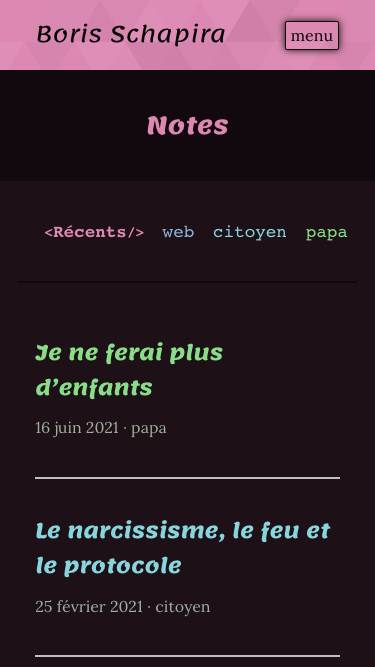 Boris Schapira
menu
Notes
<Récents/> web citoyen papa
Je ne ferai plus
d’enfants
16 juin 2021 · papa
Le narcissisme, le feu et
le protocole
25 février 2021 · citoyen